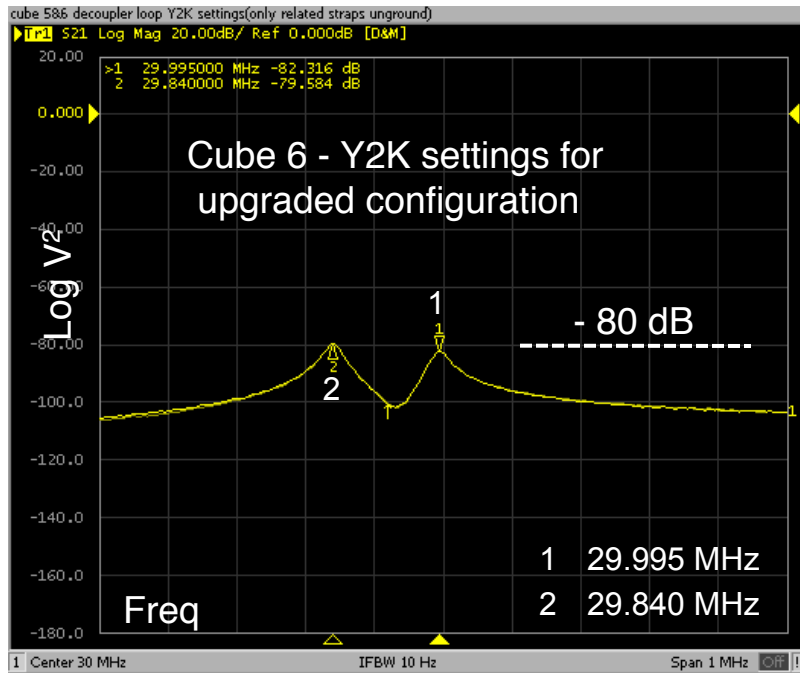 cube 5&6 decoupler loop Y2K settings(only related straps unground)
Tr1 S21 Log Mag 20.00dB/ Ref 0.000dB [D&M]
20.00
>1 29.995000 MHz -82.316 dB
2 29.840000 MHz -79.584 dB
0.000
Cube 6 - Y2K settings for
upgraded configuration
-20.00
-40.00
Log V²
-60.00
1
1
- 80 dB
-80.00
2
2
-100.0
1
1
-120.0
-140.0
1 29.995 MHz
-160.0
2 29.840 MHz
Freq
-180.0
1 Center 30 MHz IFBW 10 Hz Span 1 MHz Off !